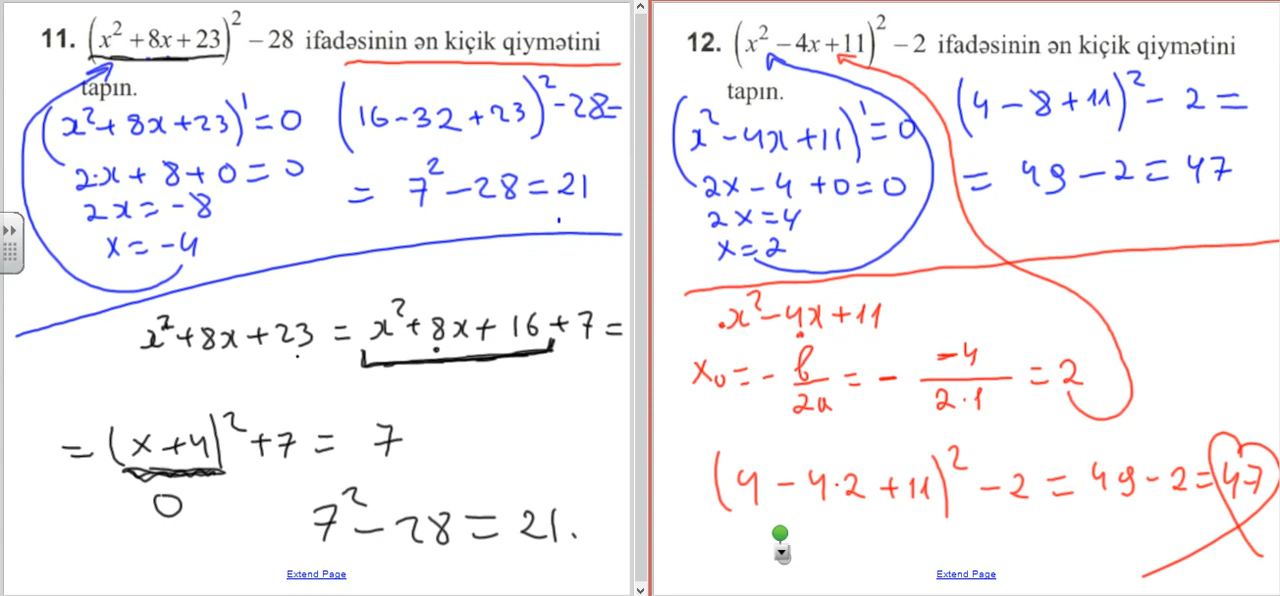 11. (x² + 8x + 23)² − 28 ifadəsinin ən kiçik qiymətini
tapın.
(x² + 8x + 23)' = 0
2·x + 8 + 0 = 0
2x = −8
x = −4
(16 − 32 + 23)² − 28 =
= 7² − 28 = 21
x² + 8x + 23 = x² + 8x + 16 + 7 =
= (x + 4)² + 7 = 7
0
7² − 28 = 21.
Extend Page
12. (x² − 4x + 11)² − 2 ifadəsinin ən kiçik qiymətini
tapın.
(x² − 4x + 11)' = 0
2x − 4 + 0 = 0
2x = 4
x = 2
(4 − 8 + 11)² − 2 =
= 49 − 2 = 47
x² − 4x + 11
x₀ = − b/2a = − −4/2·1 = 2
(4 − 4·2 + 11)² − 2 = 49 − 2 = 47
Extend Page